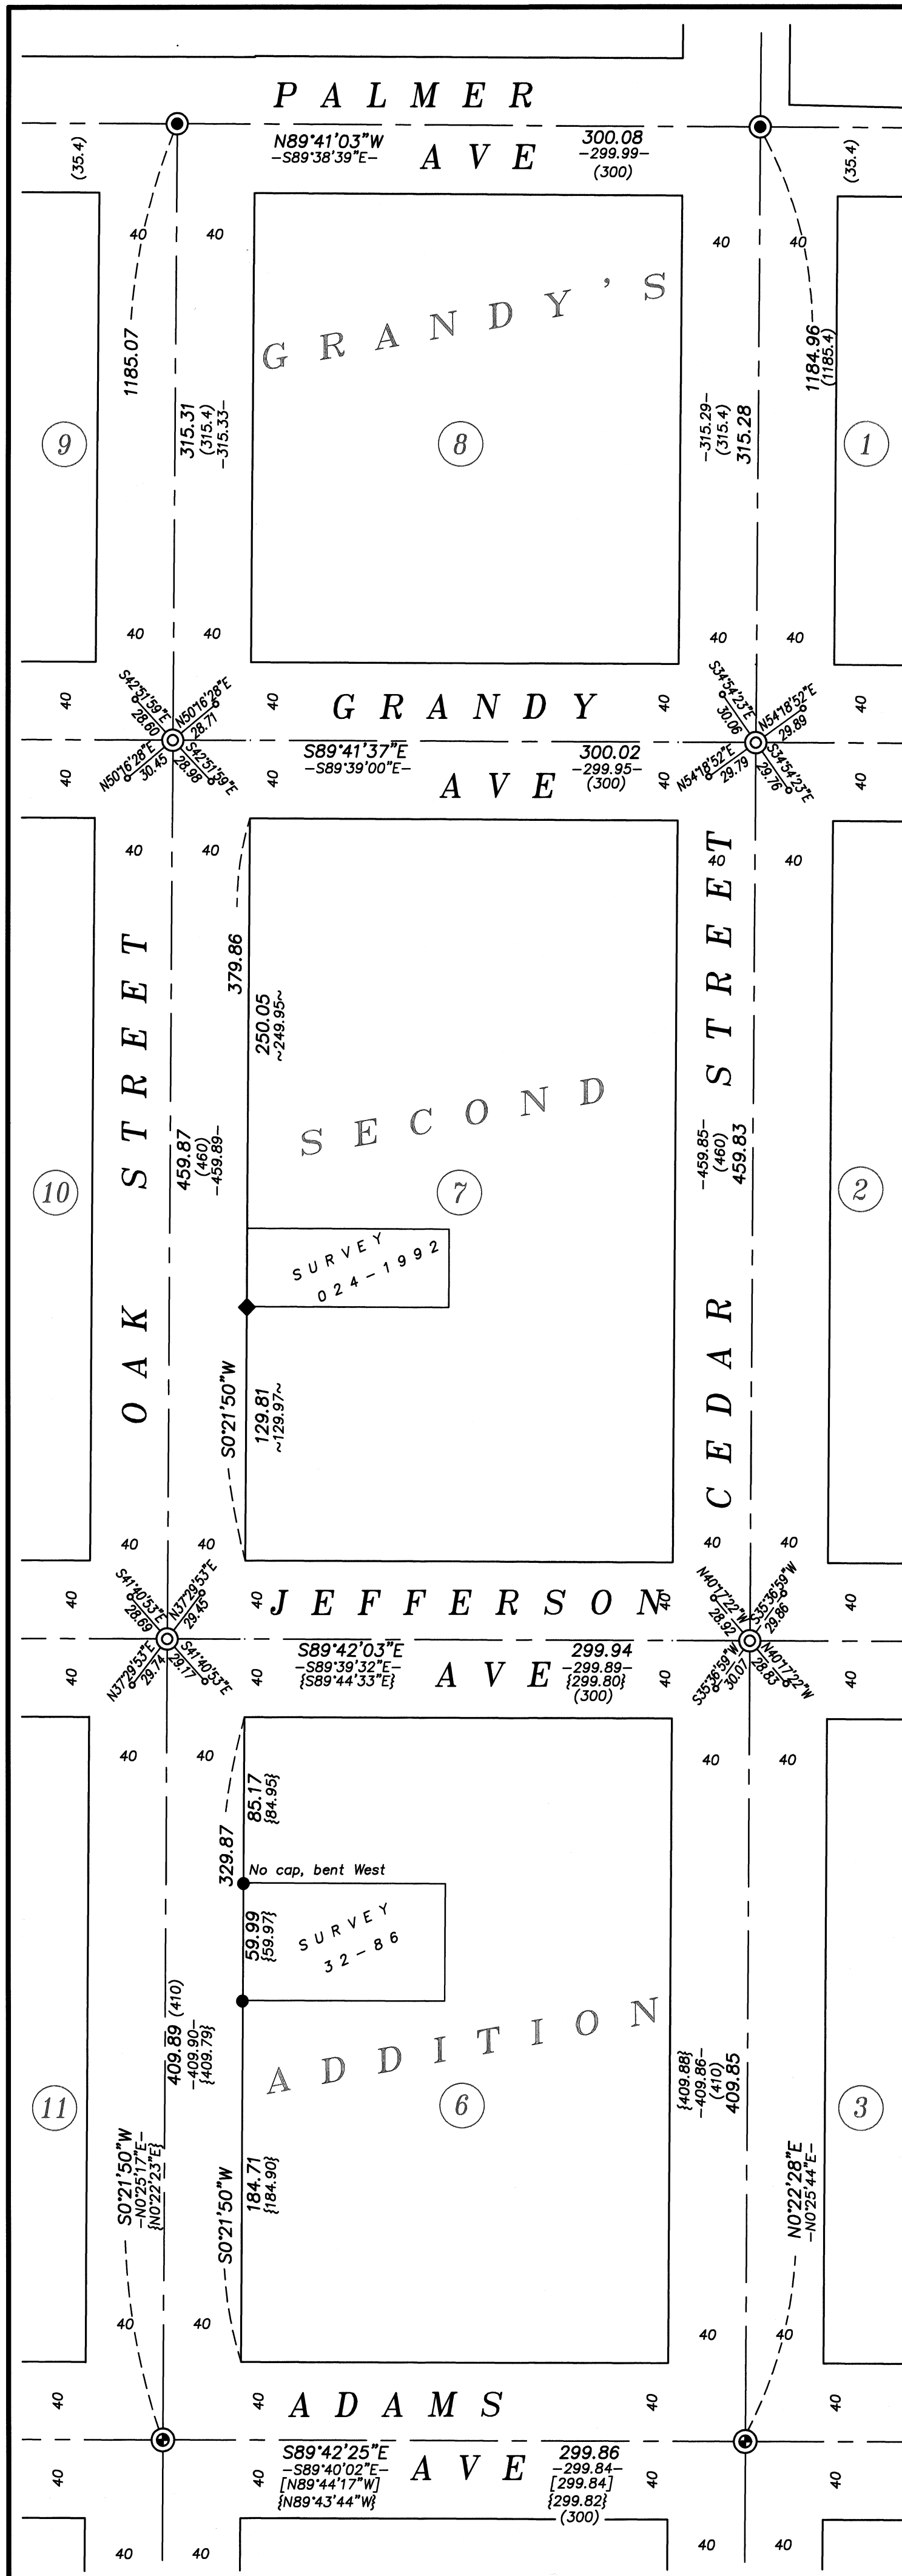 PALMER
N89°41'03"W
-S89°38'39"E-
AVE
300.08
-299.99-
(300)
(35.4)
(35.4)
40
40
40
40
GRANDY'S
1185.07
1184.96
(1185.4)
315.31
(315.4)
-315.33-
-315.29-
(315.4)
315.28
9
8
1
40
40
40
40
40
40
40
S42°51'59"E
28.60
N50°16'28"E
28.71
N50°16'28"E
30.45
S42°51'59"E
28.98
GRANDY
S34°54'23"E
30.06
N54°18'52"E
29.89
N54°18'52"E
29.79
S34°54'23"E
29.76
S89°41'37"E
-S89°39'00"E-
AVE
300.02
-299.95-
(300)
40
40
40
40
40
40
40
40
40
379.86
250.05
~249.95~
OAK STREET
CEDAR STREET
SECOND
459.87
(460)
-459.89-
-459.85-
(460)
459.83
10
7
2
SURVEY
024-1992
S0°21'50"W
129.81
~129.97~
40
40
40
40
40
40
40
40
S41°40'53"E
28.69
N37°29'53"E
29.45
N37°29'53"E
29.74
S41°40'53"E
29.17
JEFFERSON
N40°17'22"W
28.92
S35°36'59"W
29.86
S35°36'59"W
30.07
N40°17'22"W
28.83
S89°42'03"E
-S89°39'32"E-
{S89°44'33"E}
AVE
299.94
-299.89-
{299.80}
(300)
40
40
40
40
40
40
40
40
329.87
85.17
{84.95}
No cap, bent West
59.99
{59.97}
SURVEY
32-86
ADDITION
409.89 (410)
-409.90-
{409.79}
{409.88}
-409.86-
(410)
409.85
11
6
3
S0°21'50"W
-N0°25'17"E-
{N0°22'23"E}
S0°21'50"W
184.71
{184.90}
N0°22'28"E
-N0°25'44"E-
40
40
40
40
40
40
40
40
ADAMS
S89°42'25"E
-S89°40'02"E-
[N89°44'17"W]
{N89°43'44"W}
AVE
299.86
-299.84-
[299.84]
{299.82}
(300)
40
40
40
40
40
40
40
40